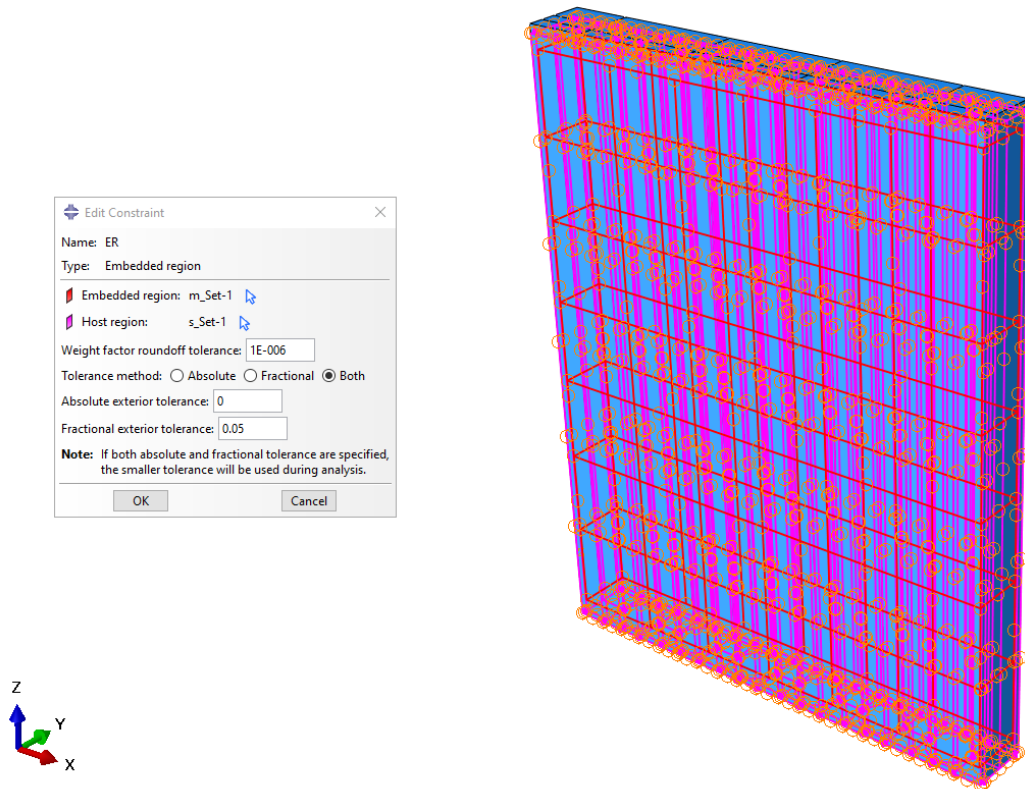 Edit Constraint
Name: ER
Type: Embedded region
Embedded region: m_Set-1
Host region: s_Set-1
Weight factor roundoff tolerance: 1E-006
Tolerance method: Absolute Fractional Both
Absolute exterior tolerance: 0
Fractional exterior tolerance: 0.05
Note: If both absolute and fractional tolerance are specified,
the smaller tolerance will be used during analysis.
OK Cancel
Z
Y
X